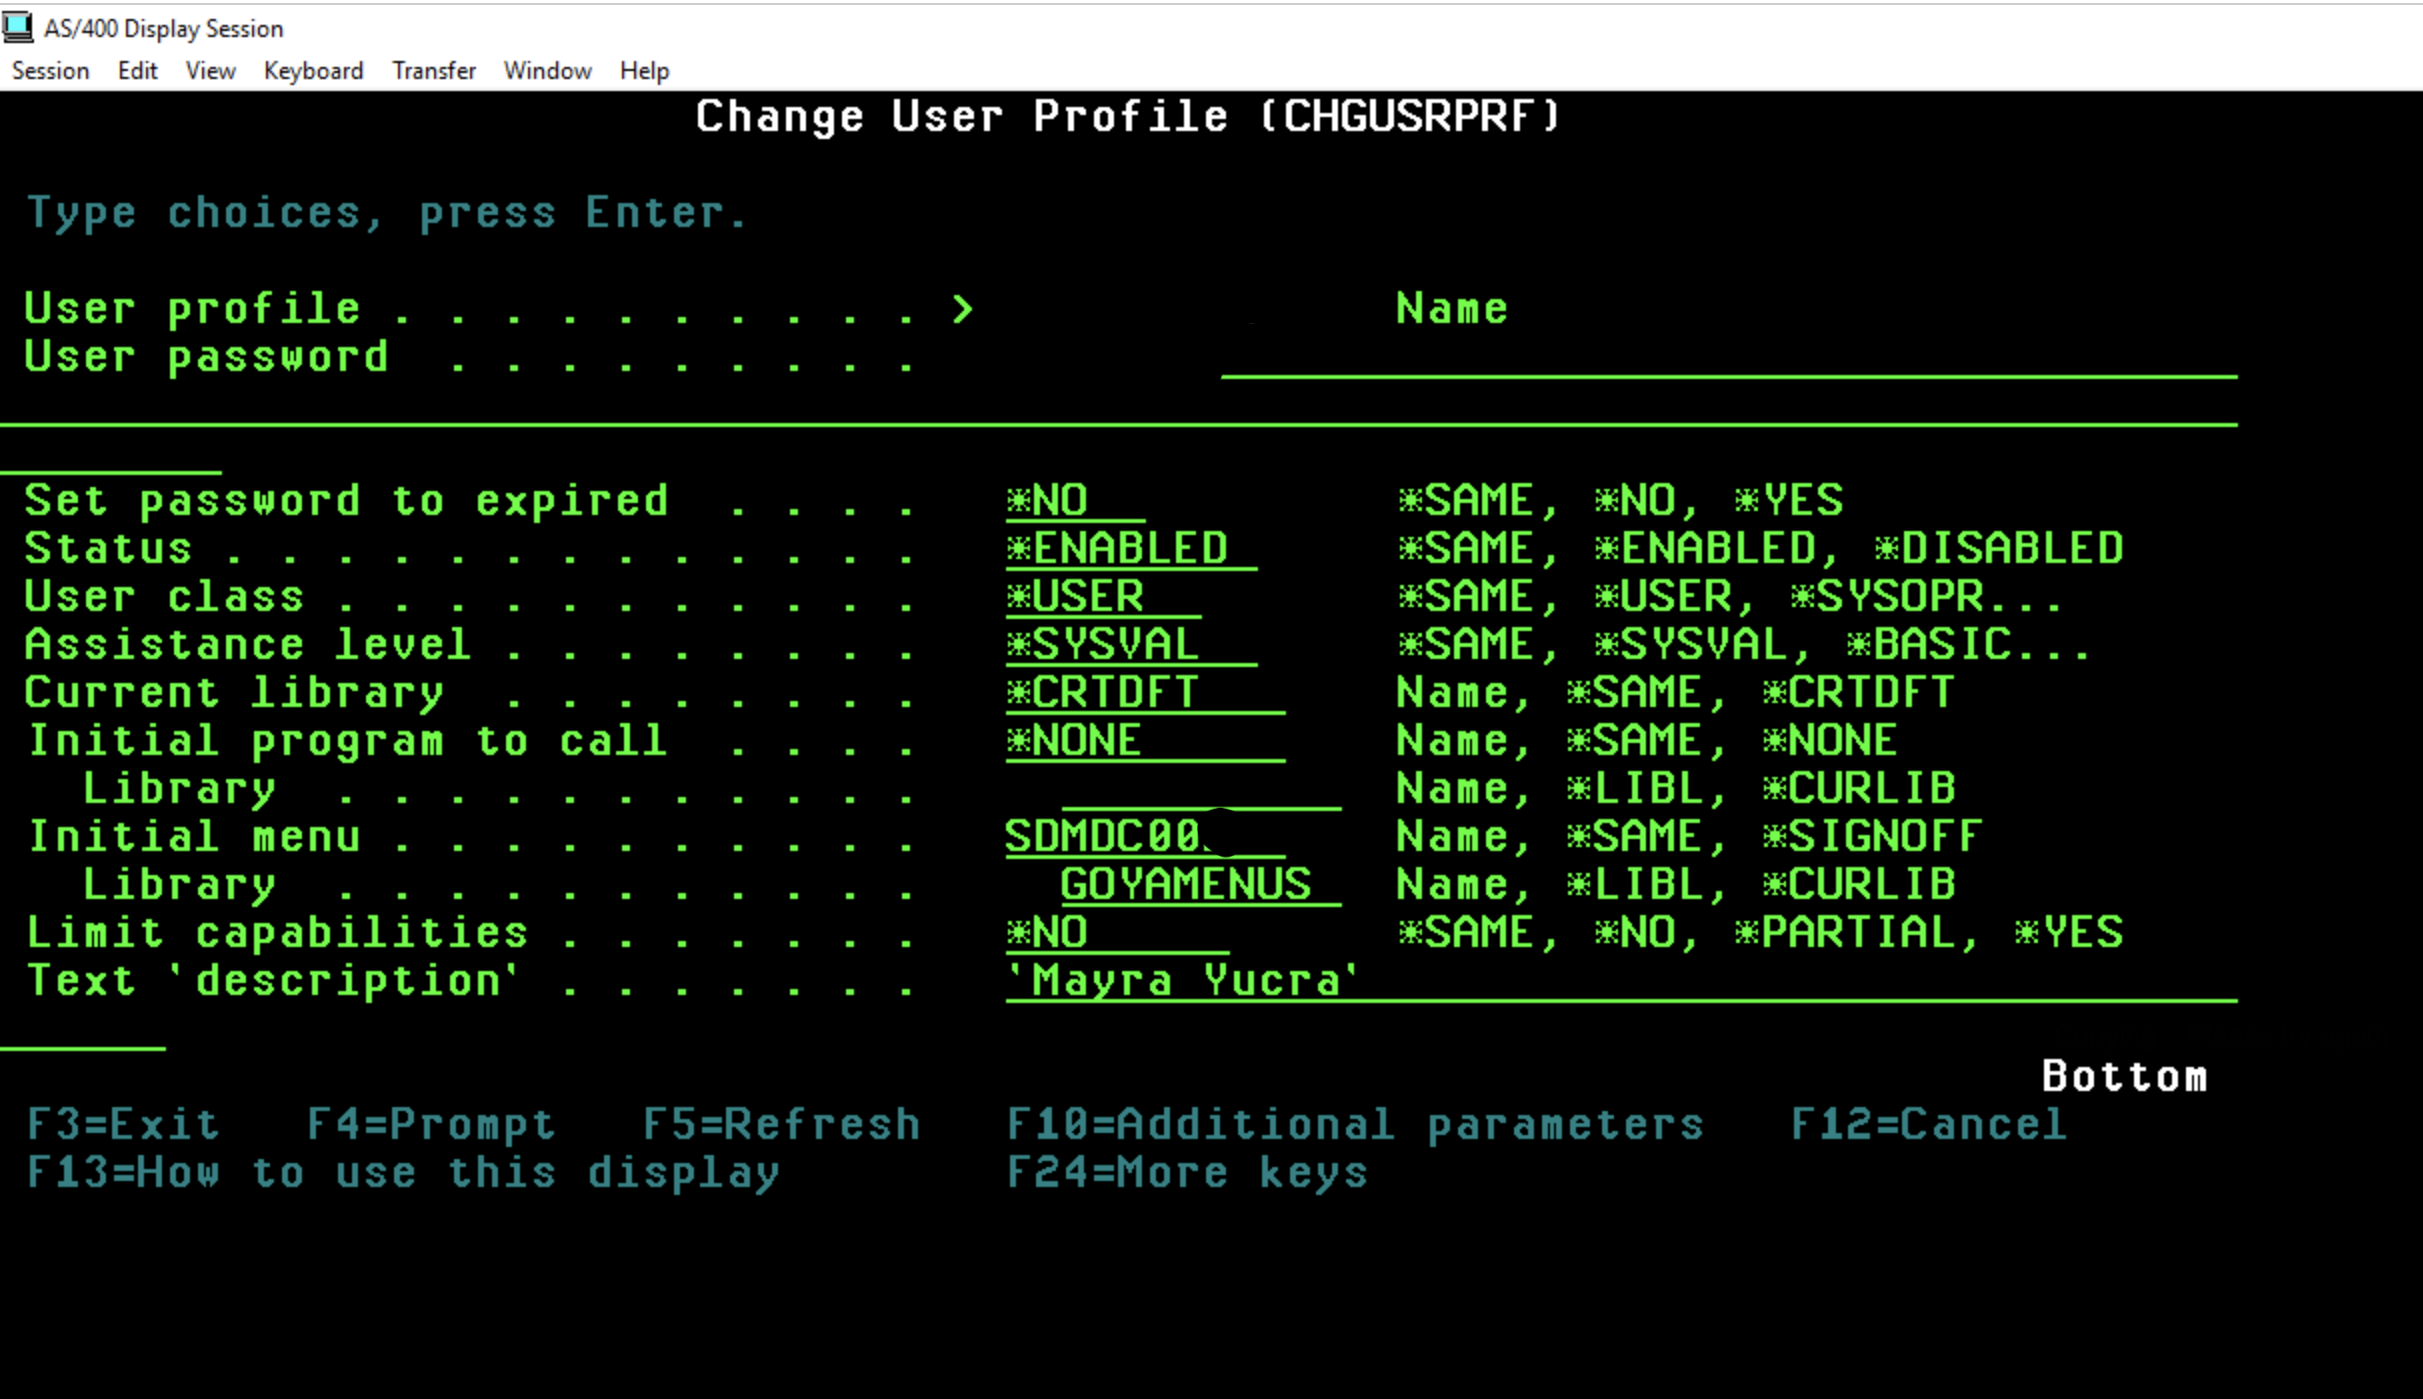 AS/400 Display Session
Session Edit View Keyboard Transfer Window Help
Change User Profile (CHGUSRPRF)
Type choices, press Enter.
User profile . . . . . . . . . . > Name
User password . . . . . . . . .
Set password to expired . . . . *NO *SAME, *NO, *YES
Status . . . . . . . . . . . . . *ENABLED *SAME, *ENABLED, *DISABLED
User class . . . . . . . . . . . *USER *SAME, *USER, *SYSOPR...
Assistance level . . . . . . . . *SYSVAL *SAME, *SYSVAL, *BASIC...
Current library . . . . . . . . *CRTDFT Name, *SAME, *CRTDFT
Initial program to call . . . . *NONE Name, *SAME, *NONE
Library . . . . . . . . . . . Name, *LIBL, *CURLIB
Initial menu . . . . . . . . . . SDMDC00 Name, *SAME, *SIGNOFF
Library . . . . . . . . . . . GOYAMENUS Name, *LIBL, *CURLIB
Limit capabilities . . . . . . . *NO *SAME, *NO, *PARTIAL, *YES
Text 'description' . . . . . . . 'Mayra Yucra'
Bottom
F3=Exit F4=Prompt F5=Refresh F10=Additional parameters F12=Cancel
F13=How to use this display F24=More keys